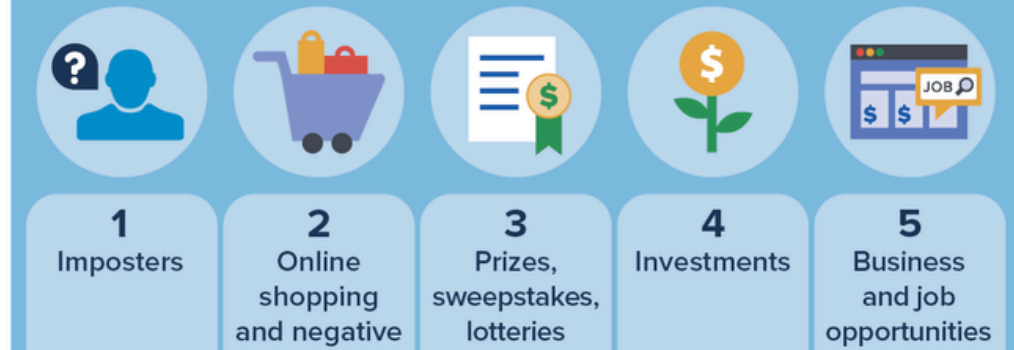 ?
$
$
JOB
$ $
1
Imposters
2
Online
shopping
and negative
3
Prizes,
sweepstakes,
lotteries
4
Investments
5
Business
and job
opportunities